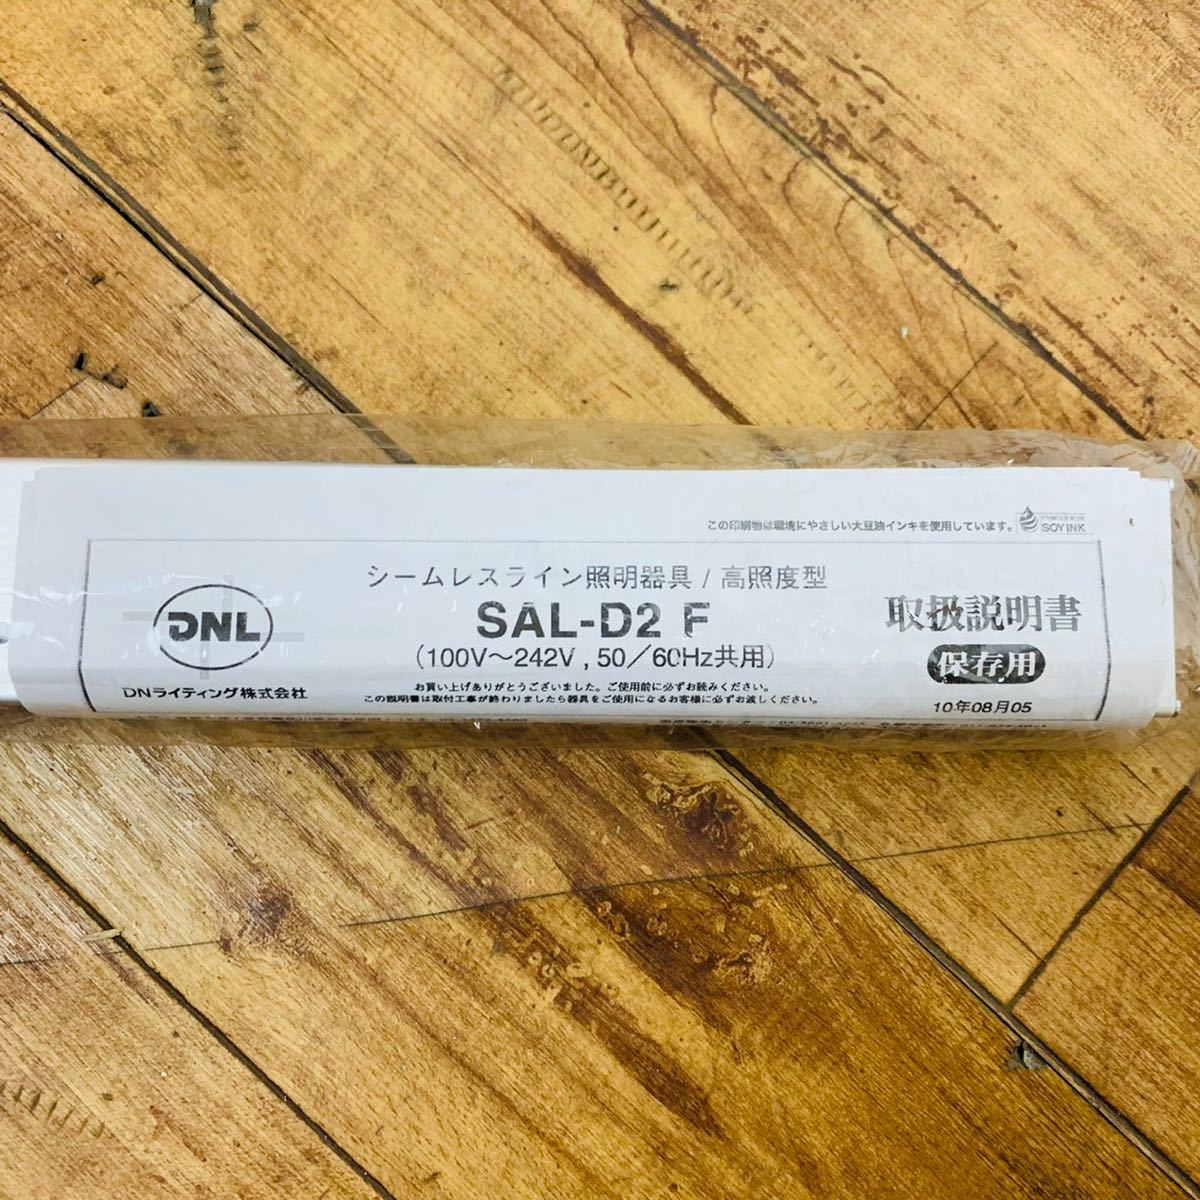 この印刷物は環境にやさしい大豆油インキを使用しています。
PRINTED WITH
SOY INK
シームレスライン照明器具 / 高照度型
SAL-D2 F
(100V～242V , 50／60Hz共用)
お買い上げありがとうございました。ご使用前に必ずお読みください。
この説明書は取付工事が終わりましたら器具をご使用になるお客様に必ずお渡しください。
DNL
DNライティング株式会社
取扱説明書
保存用
10年08月05